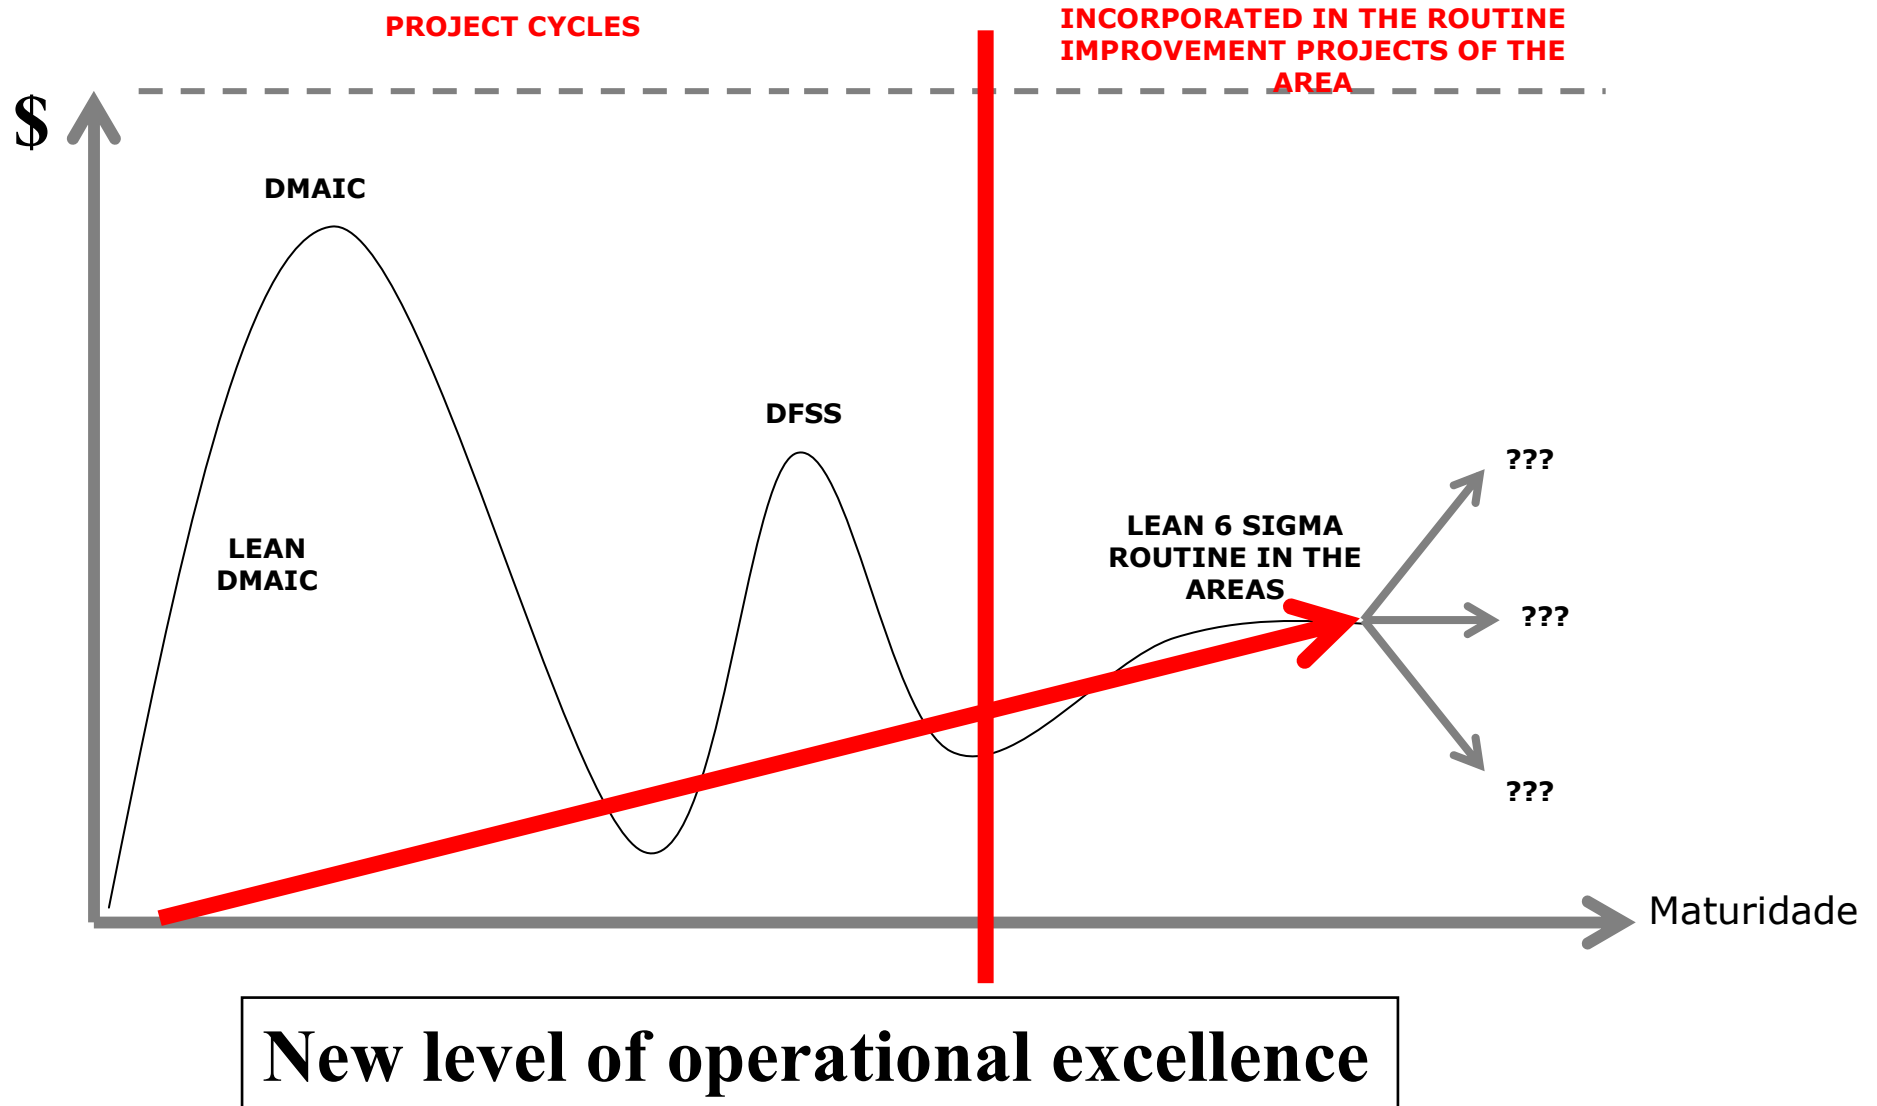 PROJECT CYCLES
INCORPORATED IN THE ROUTINE
IMPROVEMENT PROJECTS OF THE
AREA
$
DMAIC
DFSS
???
LEAN 6 SIGMA
ROUTINE IN THE
AREAS
LEAN
DMAIC
???
???
Maturidade
New level of operational excellence